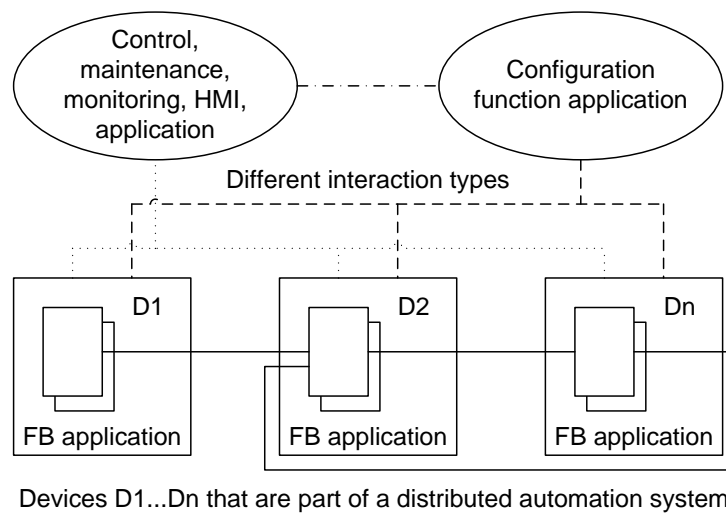 Control,
maintenance,
monitoring, HMI,
application
Configuration
function application
Different interaction types
D1
D2
Dn
FB application
FB application
FB application
Devices D1...Dn that are part of a distributed automation system